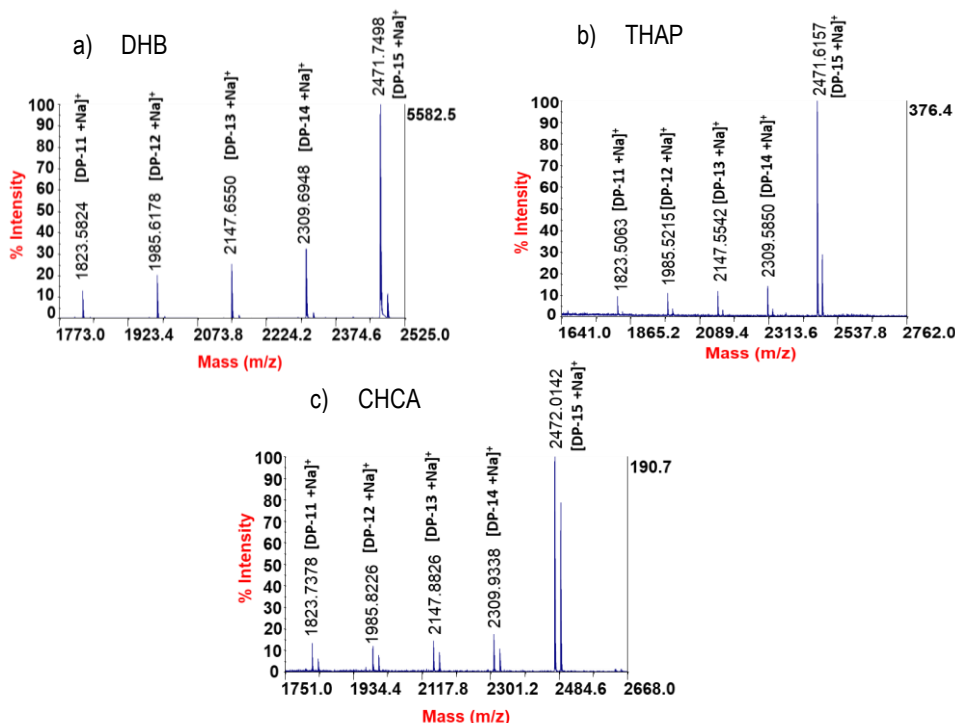 a) DHB
1823.5824 [DP-11 +Na]⁺
1985.6178 [DP-12 +Na]⁺
2147.6550 [DP-13 +Na]⁺
2309.6948 [DP-14 +Na]⁺
2471.7498
[DP-15 +Na]⁺
5582.5
100
90
80
70
60
50
40
30
20
10
0
% Intensity
1773.0 1923.4 2073.8 2224.2 2374.6 2525.0
Mass (m/z)
b) THAP
1823.5063 [DP-11 +Na]⁺
1985.5215 [DP-12 +Na]⁺
2147.5542 [DP-13 +Na]⁺
2309.5850 [DP-14 +Na]⁺
2471.6157
[DP-15 +Na]⁺
376.4
100
90
80
70
60
50
40
30
20
10
0
% Intensity
1641.0 1865.2 2089.4 2313.6 2537.8 2762.0
Mass (m/z)
c) CHCA
1823.7378 [DP-11 +Na]⁺
1985.8226 [DP-12 +Na]⁺
2147.8826 [DP-13 +Na]⁺
2309.9338 [DP-14 +Na]⁺
2472.0142
[DP-15 +Na]⁺
190.7
100
90
80
70
60
50
40
30
20
10
0
% Intensity
1751.0 1934.4 2117.8 2301.2 2484.6 2668.0
Mass (m/z)